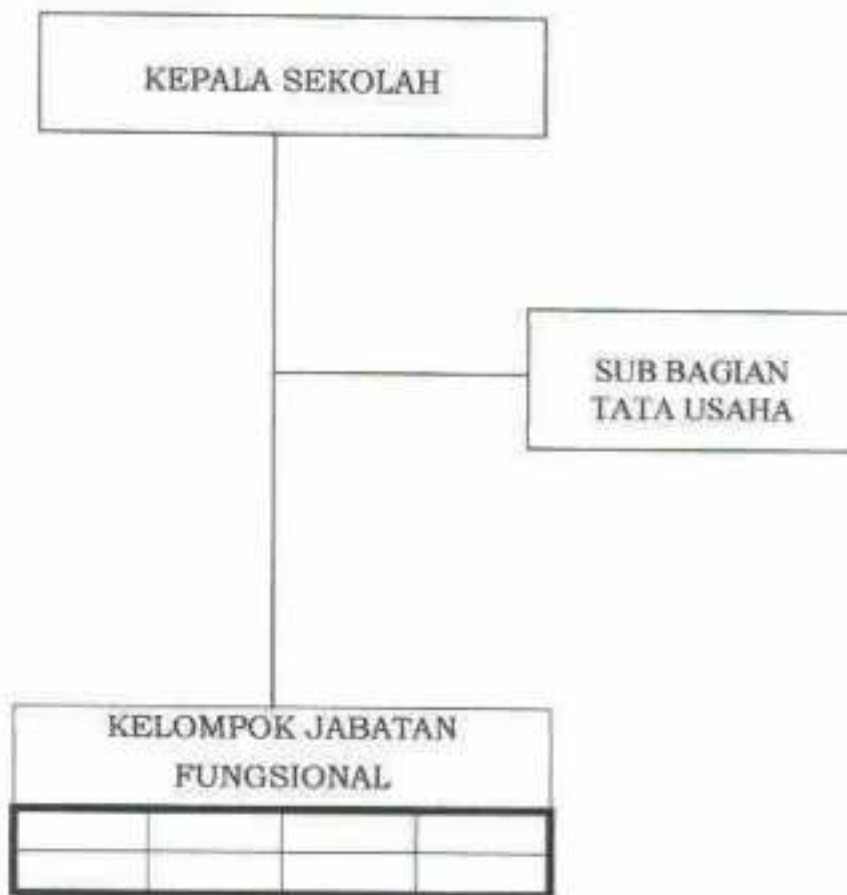 KEPALA SEKOLAH
SUB BAGIAN
TATA USAHA
KELOMPOK JABATAN
FUNGSIONAL